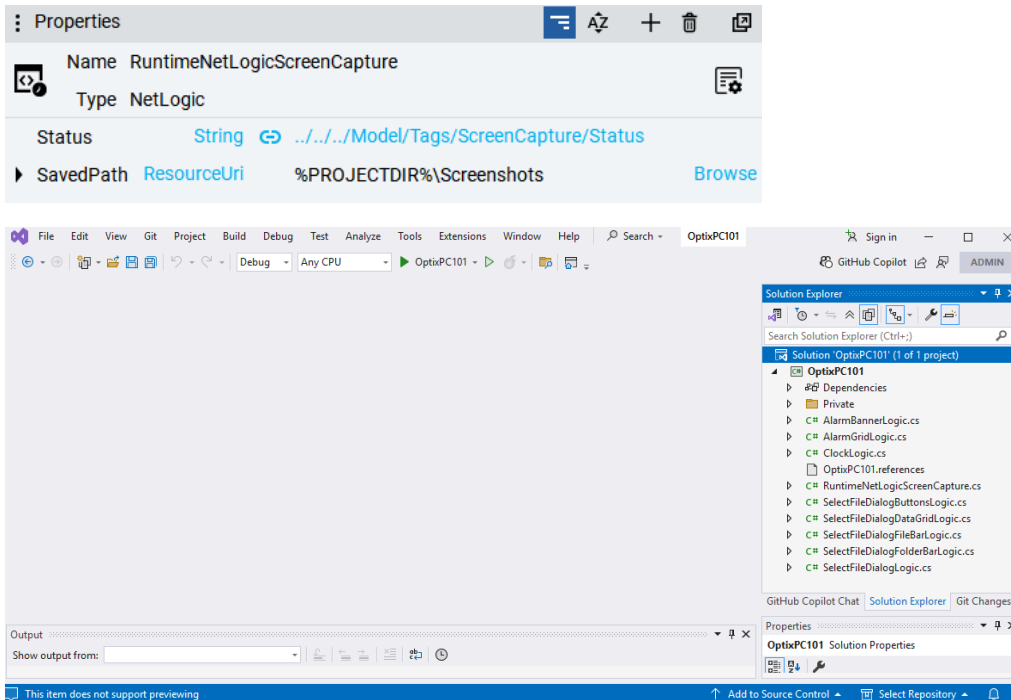 Properties
Name RuntimeNetLogicScreenCapture
Type NetLogic
Status String ../../../Model/Tags/ScreenCapture/Status
SavedPath ResourceUri %PROJECTDIR%\Screenshots Browse
File Edit View Git Project Build Debug Test Analyze Tools Extensions Window Help Search OptixPC101 Sign in
Debug Any CPU OptixPC101 GitHub Copilot ADMIN
Solution Explorer
Search Solution Explorer (Ctrl+;)
Solution 'OptixPC101' (1 of 1 project)
C# OptixPC101
Dependencies
Private
C# AlarmBannerLogic.cs
C# AlarmGridLogic.cs
C# ClockLogic.cs
OptixPC101.references
C# RuntimeNetLogicScreenCapture.cs
C# SelectFileDialogButtonsLogic.cs
C# SelectFileDialogDataGridLogic.cs
C# SelectFileDialogFileBarLogic.cs
C# SelectFileDialogFolderBarLogic.cs
C# SelectFileDialogLogic.cs
GitHub Copilot Chat Solution Explorer Git Changes
Output
Show output from:
Properties
OptixPC101 Solution Properties
This item does not support previewing Add to Source Control Select Repository